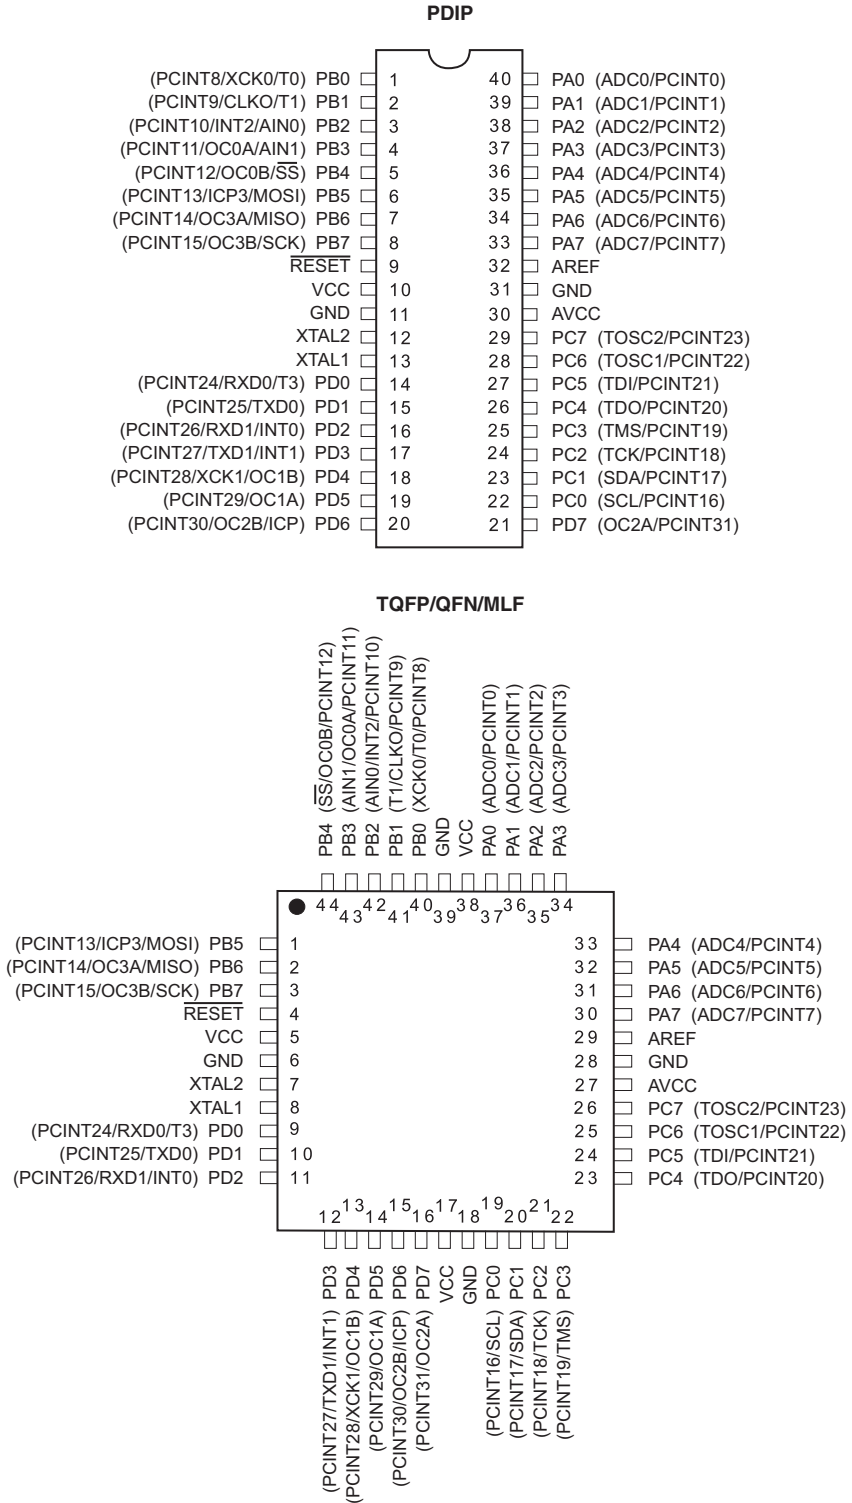 PDIP
(PCINT8/XCK0/T0) PB0 1 40 PA0 (ADC0/PCINT0)
(PCINT9/CLKO/T1) PB1 2 39 PA1 (ADC1/PCINT1)
(PCINT10/INT2/AIN0) PB2 3 38 PA2 (ADC2/PCINT2)
(PCINT11/OC0A/AIN1) PB3 4 37 PA3 (ADC3/PCINT3)
(PCINT12/OC0B/SS) PB4 5 36 PA4 (ADC4/PCINT4)
(PCINT13/ICP3/MOSI) PB5 6 35 PA5 (ADC5/PCINT5)
(PCINT14/OC3A/MISO) PB6 7 34 PA6 (ADC6/PCINT6)
(PCINT15/OC3B/SCK) PB7 8 33 PA7 (ADC7/PCINT7)
RESET 9 32 AREF
VCC 10 31 GND
GND 11 30 AVCC
XTAL2 12 29 PC7 (TOSC2/PCINT23)
XTAL1 13 28 PC6 (TOSC1/PCINT22)
(PCINT24/RXD0/T3) PD0 14 27 PC5 (TDI/PCINT21)
(PCINT25/TXD0) PD1 15 26 PC4 (TDO/PCINT20)
(PCINT26/RXD1/INT0) PD2 16 25 PC3 (TMS/PCINT19)
(PCINT27/TXD1/INT1) PD3 17 24 PC2 (TCK/PCINT18)
(PCINT28/XCK1/OC1B) PD4 18 23 PC1 (SDA/PCINT17)
(PCINT29/OC1A) PD5 19 22 PC0 (SCL/PCINT16)
(PCINT30/OC2B/ICP) PD6 20 21 PD7 (OC2A/PCINT31)
TQFP/QFN/MLF
PB4 (SS/OC0B/PCINT12)
PB3 (AIN1/OC0A/PCINT11)
PB2 (AIN0/INT2/PCINT10)
PB1 (T1/CLKO/PCINT9)
PB0 (XCK0/T0/PCINT8)
GND
VCC
PA0 (ADC0/PCINT0)
PA1 (ADC1/PCINT1)
PA2 (ADC2/PCINT2)
PA3 (ADC3/PCINT3)
44 43 42 41 40 39 38 37 36 35 34
(PCINT13/ICP3/MOSI) PB5 1 33 PA4 (ADC4/PCINT4)
(PCINT14/OC3A/MISO) PB6 2 32 PA5 (ADC5/PCINT5)
(PCINT15/OC3B/SCK) PB7 3 31 PA6 (ADC6/PCINT6)
RESET 4 30 PA7 (ADC7/PCINT7)
VCC 5 29 AREF
GND 6 28 GND
XTAL2 7 27 AVCC
XTAL1 8 26 PC7 (TOSC2/PCINT23)
(PCINT24/RXD0/T3) PD0 9 25 PC6 (TOSC1/PCINT22)
(PCINT25/TXD0) PD1 10 24 PC5 (TDI/PCINT21)
(PCINT26/RXD1/INT0) PD2 11 23 PC4 (TDO/PCINT20)
12 13 14 15 16 17 18 19 20 21 22
(PCINT27/TXD1/INT1) PD3
(PCINT28/XCK1/OC1B) PD4
(PCINT29/OC1A) PD5
(PCINT30/OC2B/ICP) PD6
(PCINT31/OC2A) PD7
VCC
GND
(PCINT16/SCL) PC0
(PCINT17/SDA) PC1
(PCINT18/TCK) PC2
(PCINT19/TMS) PC3